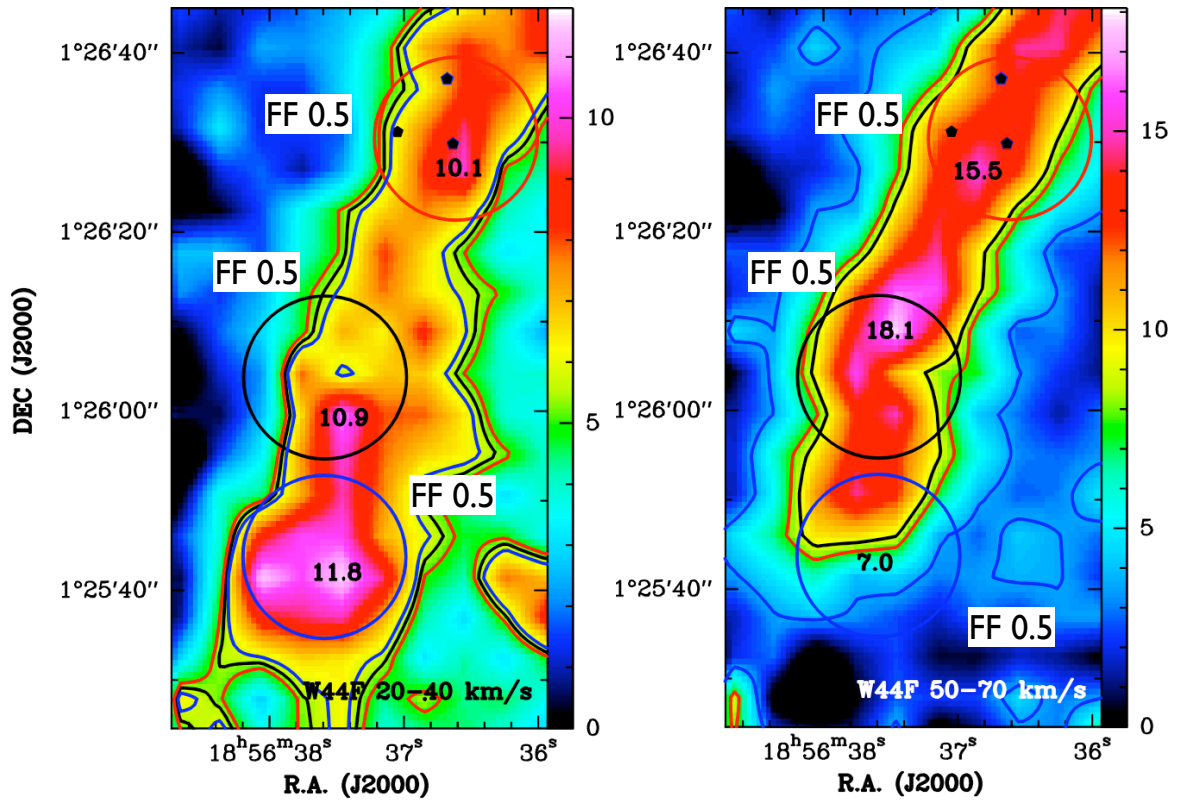 1°26'40''
1°26'20''
1°26'00''
1°25'40''
DEC (J2000)
FF 0.5
FF 0.5
FF 0.5
10.1
10.9
11.8
W44F 20-40 km/s
10
5
0
18ʰ56ᵐ38ˢ
37ˢ
36ˢ
R.A. (J2000)
1°26'40''
1°26'20''
1°26'00''
1°25'40''
FF 0.5
FF 0.5
FF 0.5
15.5
18.1
7.0
W44F 50-70 km/s
15
10
5
0
18ʰ56ᵐ38ˢ
37ˢ
36ˢ
R.A. (J2000)